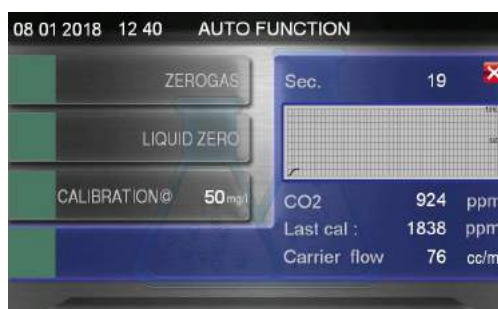 08 01 2018 12 40 AUTO FUNCTION
ZEROGAS
LIQUID ZERO
CALIBRATION@ 50 mg/l
Sec. 19
CO2 924 ppm
Last cal : 1838 ppm
Carrier flow 76 cc/m